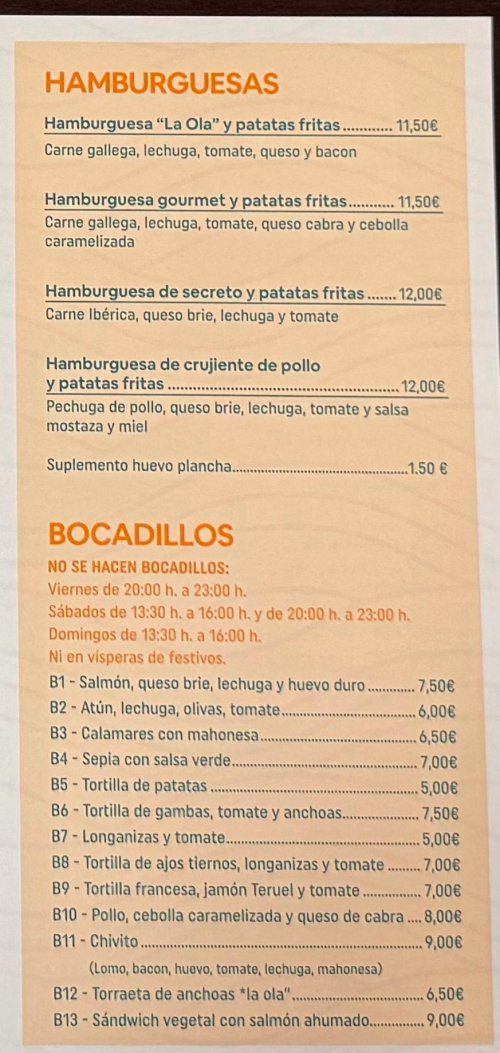 HAMBURGUESAS
Hamburguesa “La Ola” y patatas fritas............ 11,50€
Carne gallega, lechuga, tomate, queso y bacon
Hamburguesa gourmet y patatas fritas........... 11,50€
Carne gallega, lechuga, tomate, queso cabra y cebolla
caramelizada
Hamburguesa de secreto y patatas fritas....... 12,00€
Carne Ibérica, queso brie, lechuga y tomate
Hamburguesa de crujiente de pollo
y patatas fritas .................................................. 12,00€
Pechuga de pollo, queso brie, lechuga, tomate y salsa
mostaza y miel
Suplemento huevo plancha.............................................1.50 €
BOCADILLOS
NO SE HACEN BOCADILLOS:
Viernes de 20:00 h. a 23:00 h.
Sábados de 13:30 h. a 16:00 h. y de 20:00 h. a 23:00 h.
Domingos de 13:30 h. a 16:00 h.
Ni en vísperas de festivos.
B1 - Salmón, queso brie, lechuga y huevo duro ............ 7,50€
B2 - Atún, lechuga, olivas, tomate.................................. 6,00€
B3 - Calamares con mahonesa........................................ 6,50€
B4 - Sepia con salsa verde............................................... 7,00€
B5 - Tortilla de patatas ..................................................... 5,00€
B6 - Tortilla de gambas, tomate y anchoas................... 7,50€
B7 - Longanizas y tomate.................................................. 5,00€
B8 - Tortilla de ajos tiernos, longanizas y tomate ........ 7,00€
B9 - Tortilla francesa, jamón Teruel y tomate ............... 7,00€
B10 - Pollo, cebolla caramelizada y queso de cabra .... 8,00€
B11 - Chivito ........................................................................ 9,00€
(Lomo, bacon, huevo, tomate, lechuga, mahonesa)
B12 - Torraeta de anchoas *la ola"................................. 6,50€
B13 - Sándwich vegetal con salmón ahumado.............. 9,00€